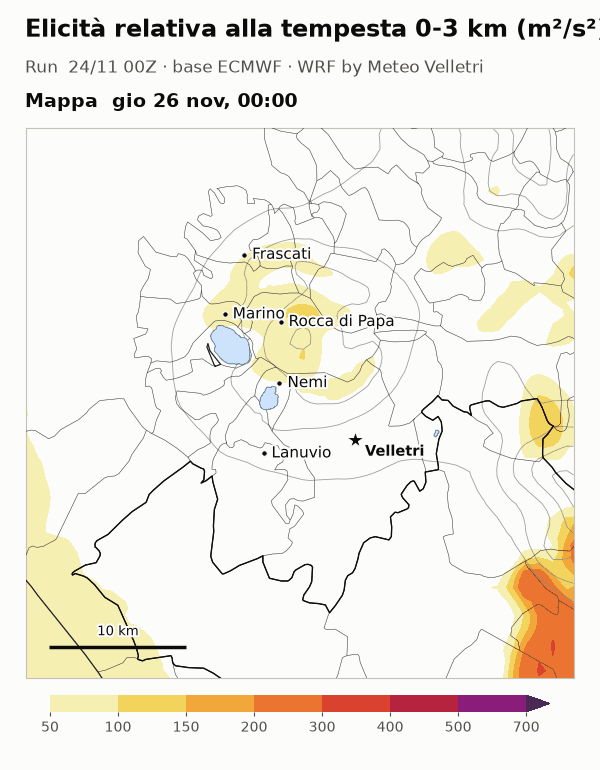 Elicità relativa alla tempesta 0-3 km (m²/s²)
Run  24/11 00Z · base ECMWF · WRF by Meteo Velletri
Mappa  gio 26 nov, 00:00
Frascati
Marino
Rocca di Papa
Nemi
Velletri
Lanuvio
10 km
50 100 150 200 300 400 500 700